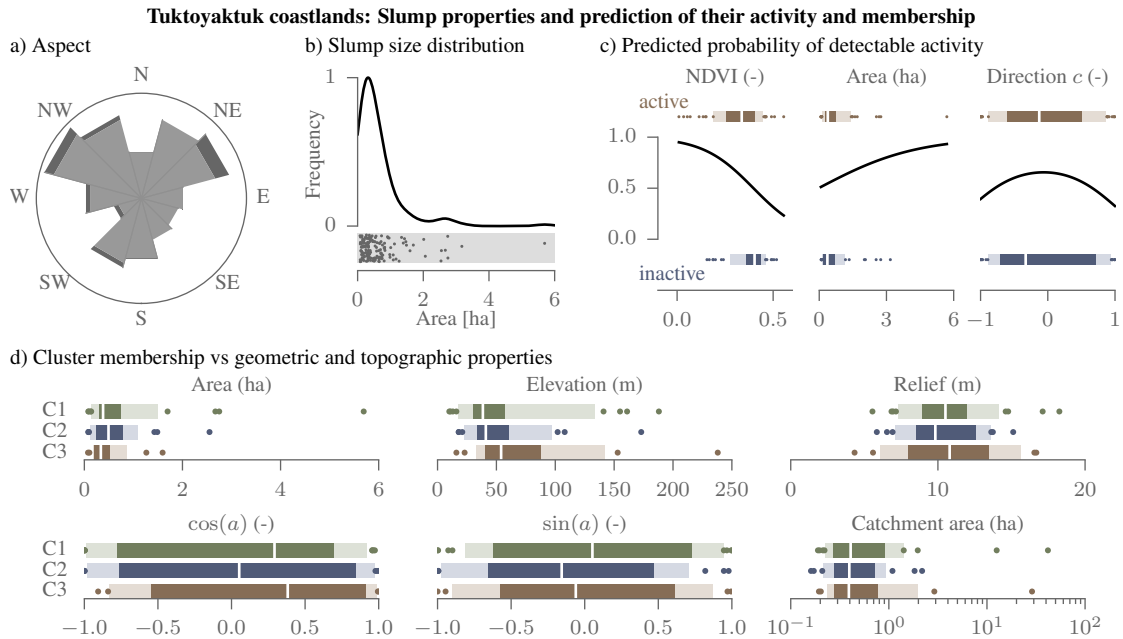 Tuktoyaktuk coastlands: Slump properties and prediction of their activity and membership
a) Aspect
N
NW
NE
W
E
SW
SE
S
b) Slump size distribution
Frequency
1
0
0 2 4 6
Area [ha]
c) Predicted probability of detectable activity
NDVI (-) Area (ha) Direction c (-)
active
1.0
0.5
0.0
inactive
0.0 0.5 0 3 6 −1 0 1
d) Cluster membership vs geometric and topographic properties
Area (ha) Elevation (m) Relief (m)
C1
C2
C3
0 2 4 6 0 50 100 150 200 250 0 10 20
cos(a) (-) sin(a) (-) Catchment area (ha)
C1
C2
C3
−1.0 −0.5 0.0 0.5 1.0 −1.0 −0.5 0.0 0.5 1.0 10⁻¹ 10⁰ 10¹ 10²